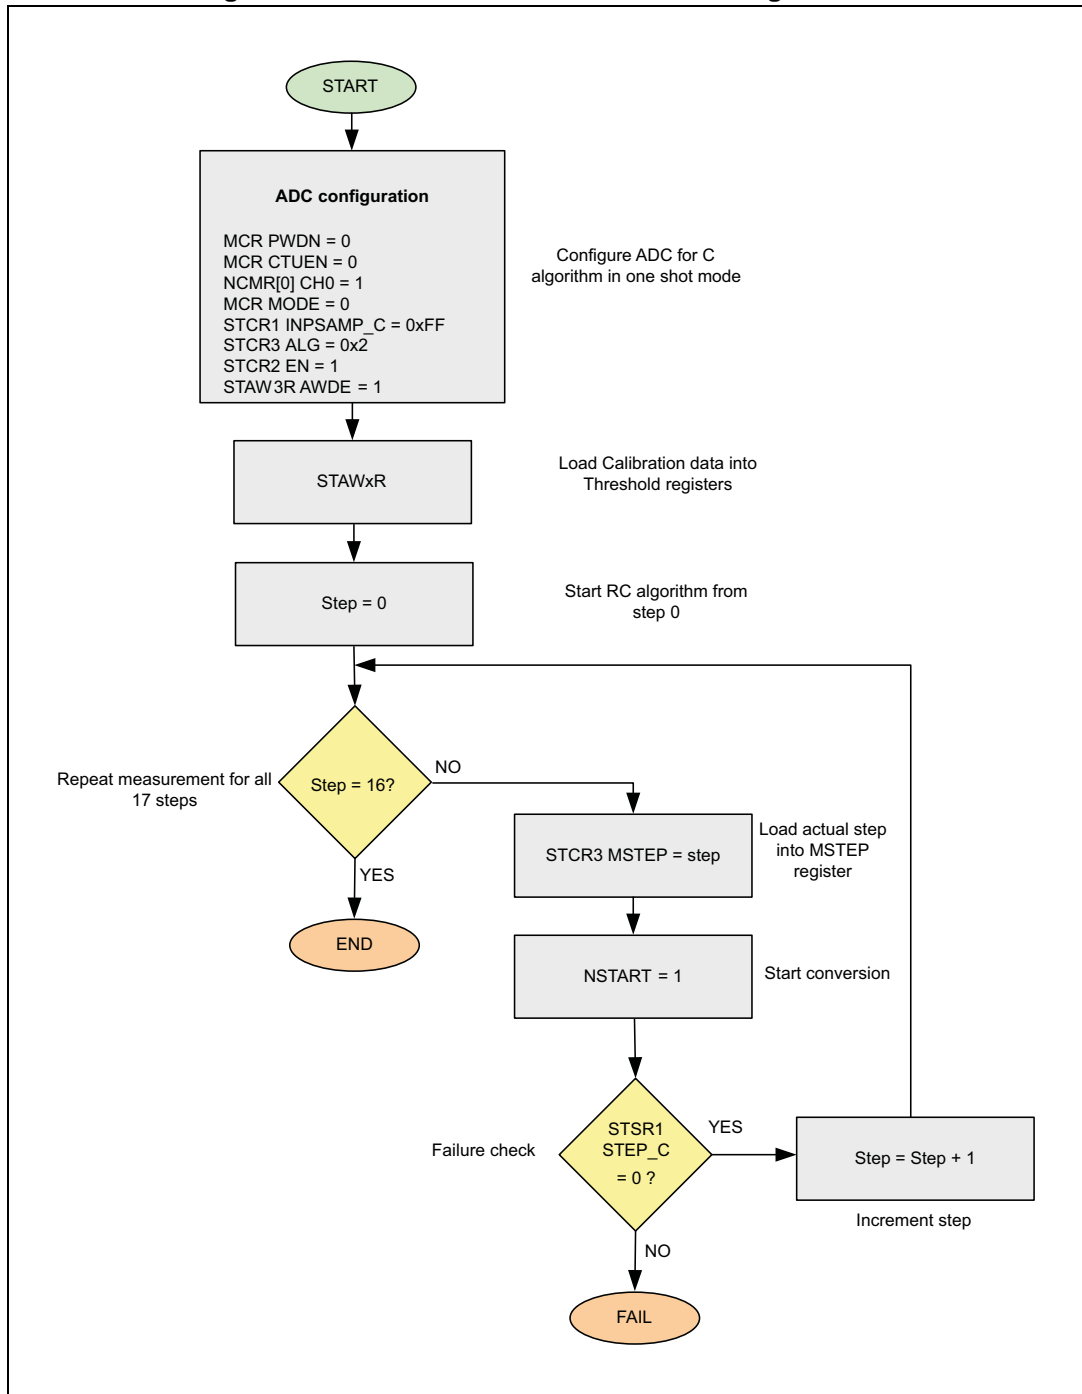 START
ADC configuration
MCR PWDN = 0
MCR CTUEN = 0
NCMR[0] CH0 = 1
MCR MODE = 0
STCR1 INPSAMP_C = 0xFF
STCR3 ALG = 0x2
STCR2 EN = 1
STAW3R AWDE = 1
Configure ADC for C
algorithm in one shot mode
STAWxR
Load Calibration data into
Threshold registers
Step = 0
Start RC algorithm from
step 0
Repeat measurement for all
17 steps
Step = 16?
NO
YES
END
STCR3 MSTEP = step
Load actual step
into MSTEP
register
NSTART = 1
Start conversion
Failure check
STSR1
STEP_C
= 0 ?
YES
Step = Step + 1
Increment step
NO
FAIL